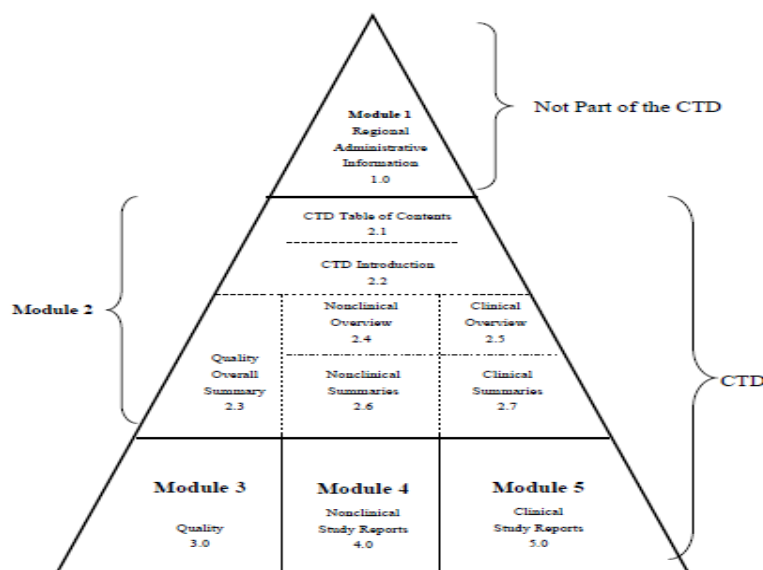 Module 1
Regional
Administrative
Information
1.0
Not Part of the CTD
CTD Table of Contents
2.1
CTD Introduction
2.2
Module 2
Nonclinical
Overview
2.4
Clinical
Overview
2.5
Quality
Overall
Summary
2.3
Nonclinical
Summaries
2.6
Clinical
Summaries
2.7
CTD
Module 3
Quality
3.0
Module 4
Nonclinical
Study Reports
4.0
Module 5
Clinical
Study Reports
5.0